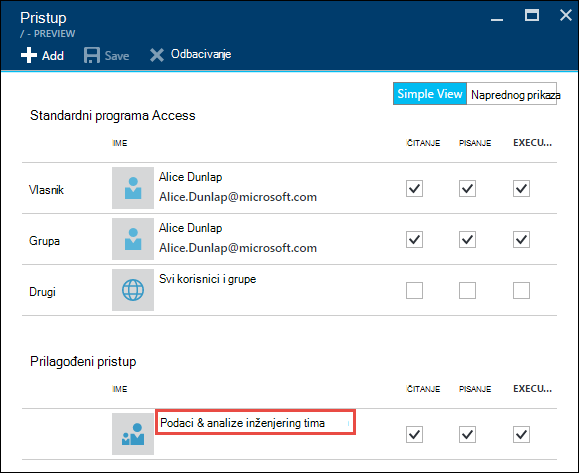 Pristup
/ - PREVIEW
Add Save Odbacivanje
Simple View Naprednog prikaza
Standardni programa Access
IME ČITANJE PISANJE EXECU...
Vlasnik Alice Dunlap
Alice.Dunlap@microsoft.com
Grupa Alice Dunlap
Alice.Dunlap@microsoft.com
Drugi Svi korisnici i grupe
Prilagođeni pristup
IME ČITANJE PISANJE EXECU...
Podaci & analize inženjering tima